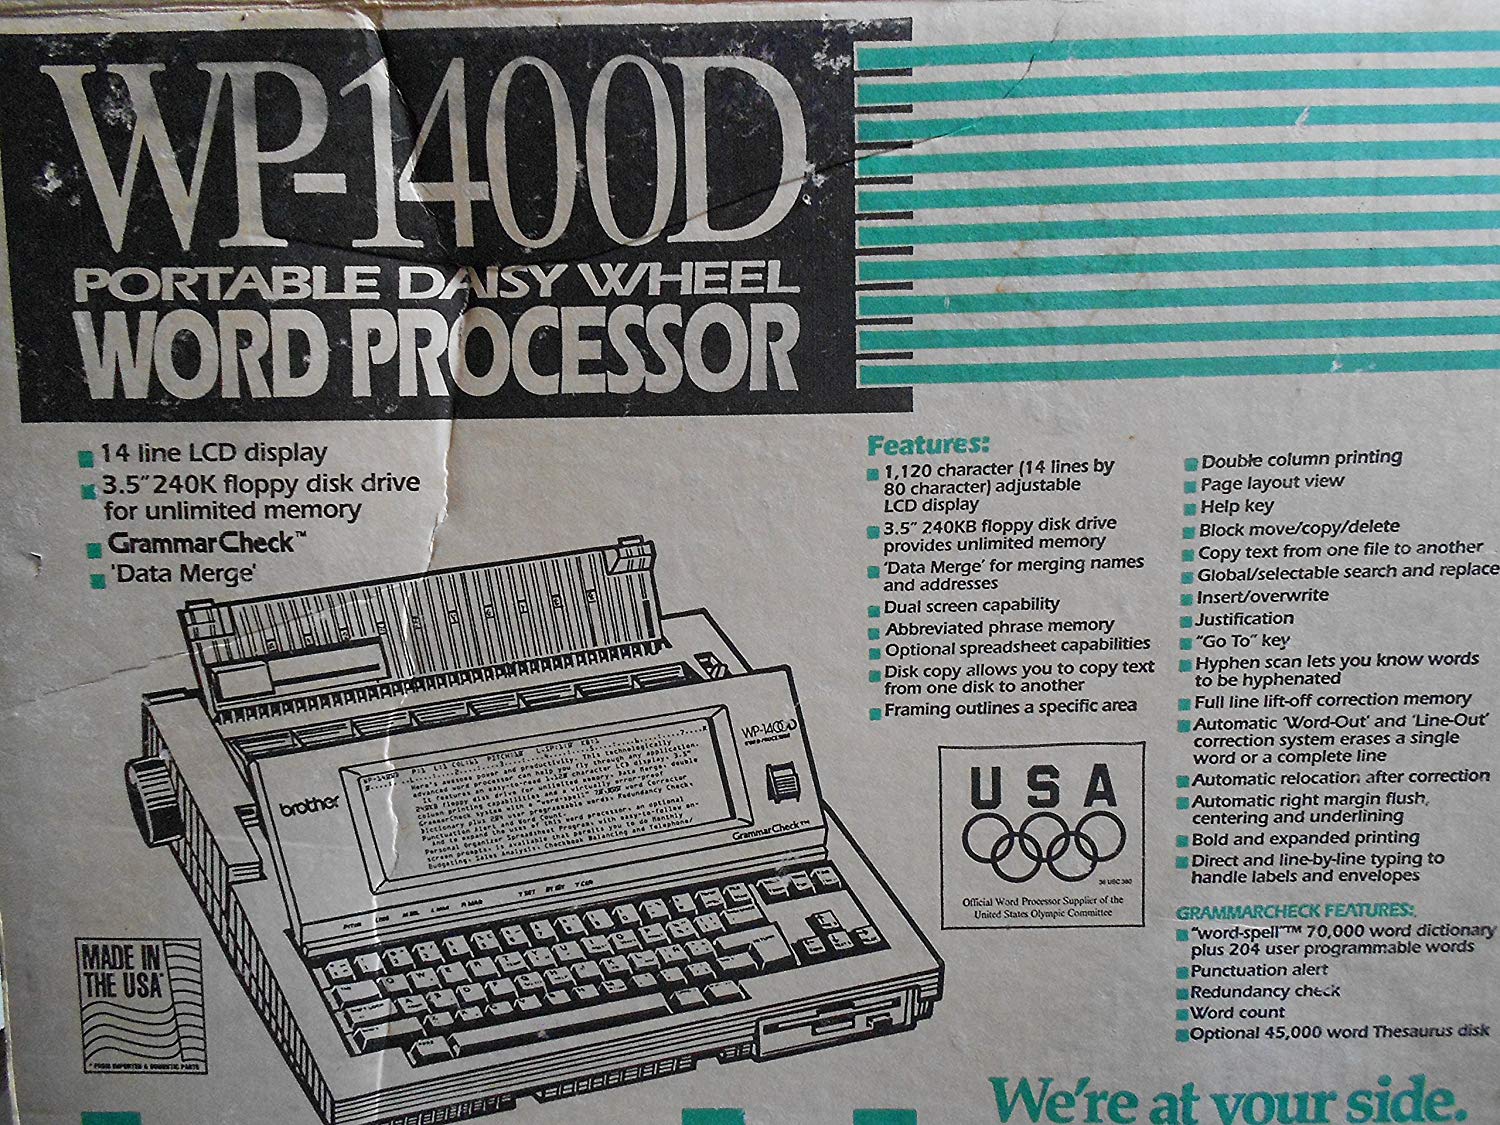 WP-1400D
PORTABLE DAISY WHEEL
WORD PROCESSOR
14 line LCD display
3.5" 240K floppy disk drive
for unlimited memory
GrammarCheck™
'Data Merge'
Features:
1,120 character (14 lines by
80 character) adjustable
LCD display
3.5" 240KB floppy disk drive
provides unlimited memory
'Data Merge' for merging names
and addresses
Dual screen capability
Abbreviated phrase memory
Optional spreadsheet capabilities
Disk copy allows you to copy text
from one disk to another
Framing outlines a specific area
Double column printing
Page layout view
Help key
Block move/copy/delete
Copy text from one file to another
Global/selectable search and replace
Insert/overwrite
Justification
"Go To" key
Hyphen scan lets you know words
to be hyphenated
Full line lift-off correction memory
Automatic 'Word-Out' and 'Line-Out'
correction system erases a single
word or a complete line
Automatic relocation after correction
Automatic right margin flush,
centering and underlining
Bold and expanded printing
Direct and line-by-line typing to
handle labels and envelopes
GRAMMARCHECK FEATURES:
"word-spell"™ 70,000 word dictionary
plus 204 user programmable words
Punctuation alert
Redundancy check
Word count
Optional 45,000 word Thesaurus disk
USA
36 USC 380
Official Word Processor Supplier of the
United States Olympic Committee
brother
WP-1400D
WORD PROCESSOR
GrammarCheck™
MADE IN
THE USA*
* FROM IMPORTED & DOMESTIC PARTS
We're at your side.